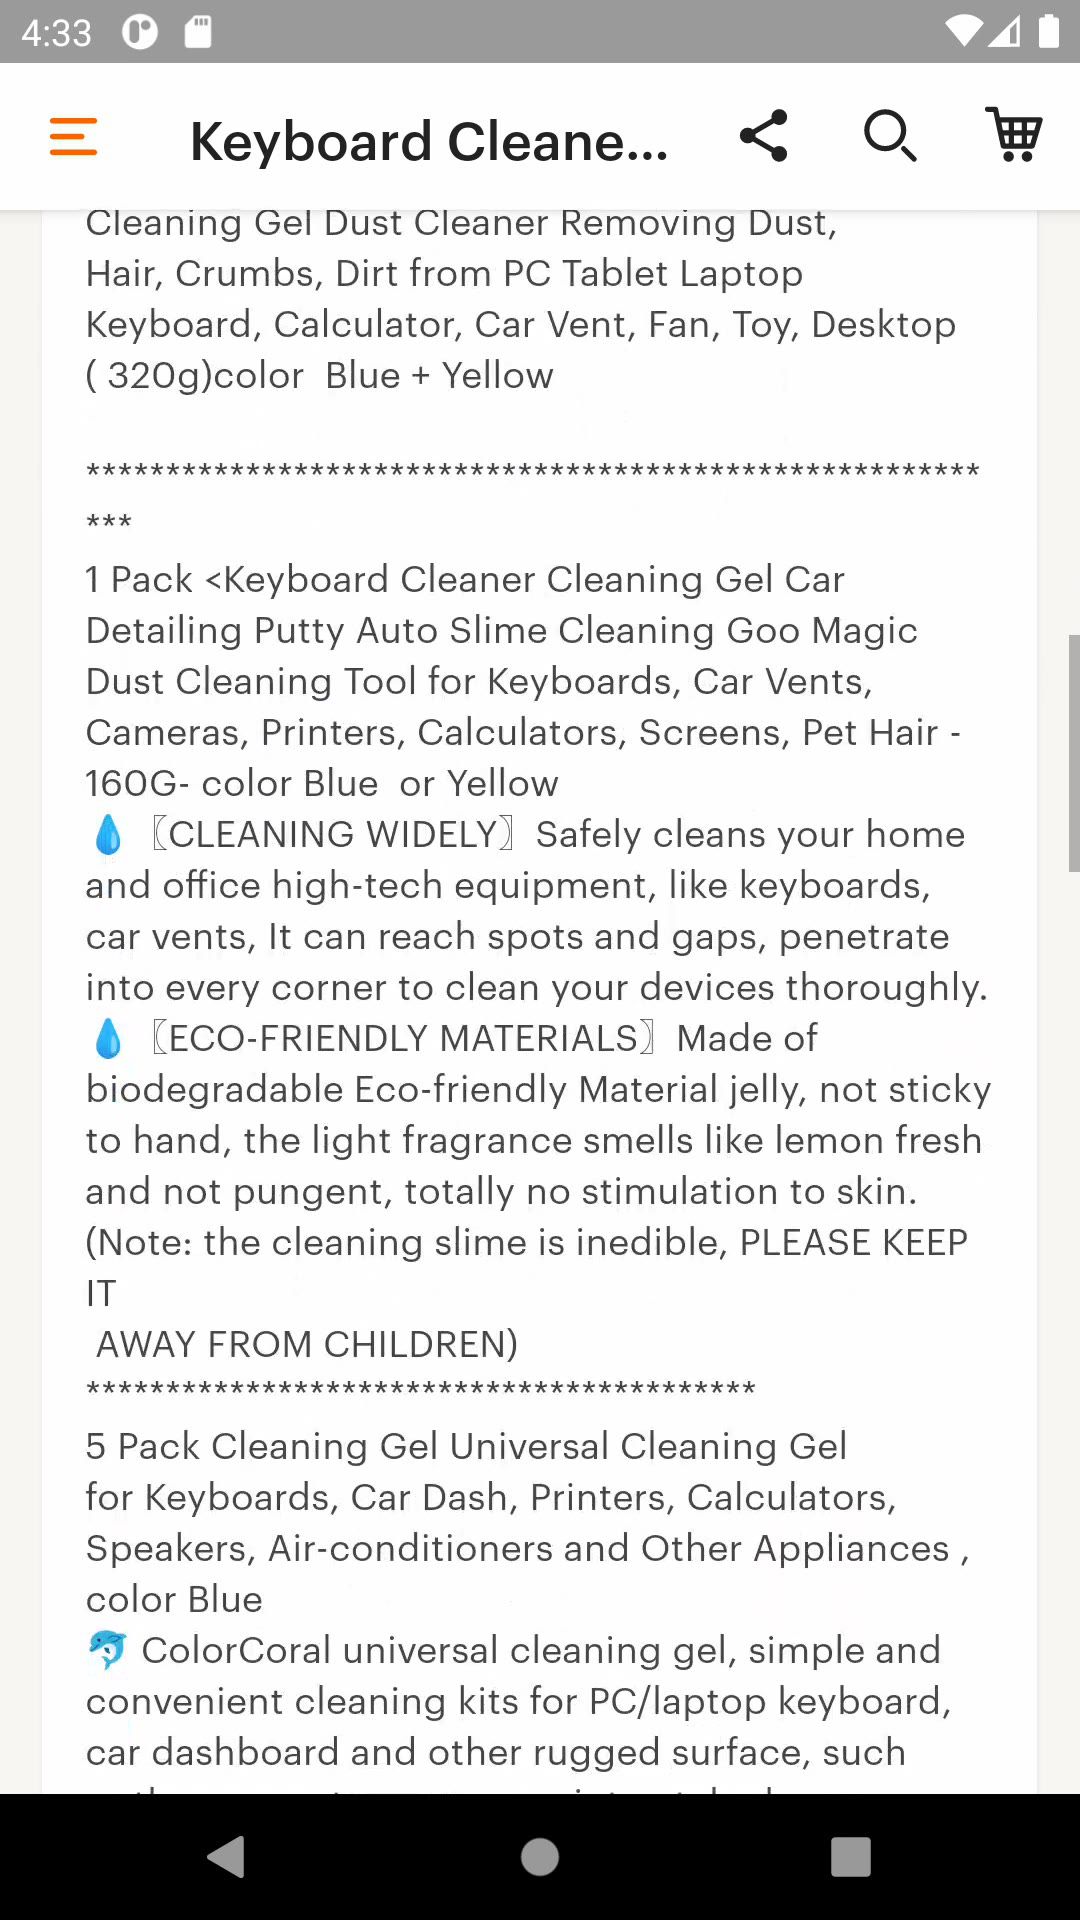 4:33
Keyboard Cleane...
Cleaning Gel Dust Cleaner Removing Dust,
Hair, Crumbs, Dirt from PC Tablet Laptop
Keyboard, Calculator, Car Vent, Fan, Toy, Desktop
( 320g)color  Blue + Yellow
********************************************************
***
1 Pack <Keyboard Cleaner Cleaning Gel Car
Detailing Putty Auto Slime Cleaning Goo Magic
Dust Cleaning Tool for Keyboards, Car Vents,
Cameras, Printers, Calculators, Screens, Pet Hair -
160G- color Blue  or Yellow
💧 〖CLEANING WIDELY〗Safely cleans your home
and office high-tech equipment, like keyboards,
car vents, It can reach spots and gaps, penetrate
into every corner to clean your devices thoroughly.
💧 〖ECO-FRIENDLY MATERIALS〗Made of
biodegradable Eco-friendly Material jelly, not sticky
to hand, the light fragrance smells like lemon fresh
and not pungent, totally no stimulation to skin.
(Note: the cleaning slime is inedible, PLEASE KEEP
IT
AWAY FROM CHILDREN)
******************************************
5 Pack Cleaning Gel Universal Cleaning Gel
for Keyboards, Car Dash, Printers, Calculators,
Speakers, Air-conditioners and Other Appliances ,
color Blue
🐬 ColorCoral universal cleaning gel, simple and
convenient cleaning kits for PC/laptop keyboard,
car dashboard and other rugged surface, such